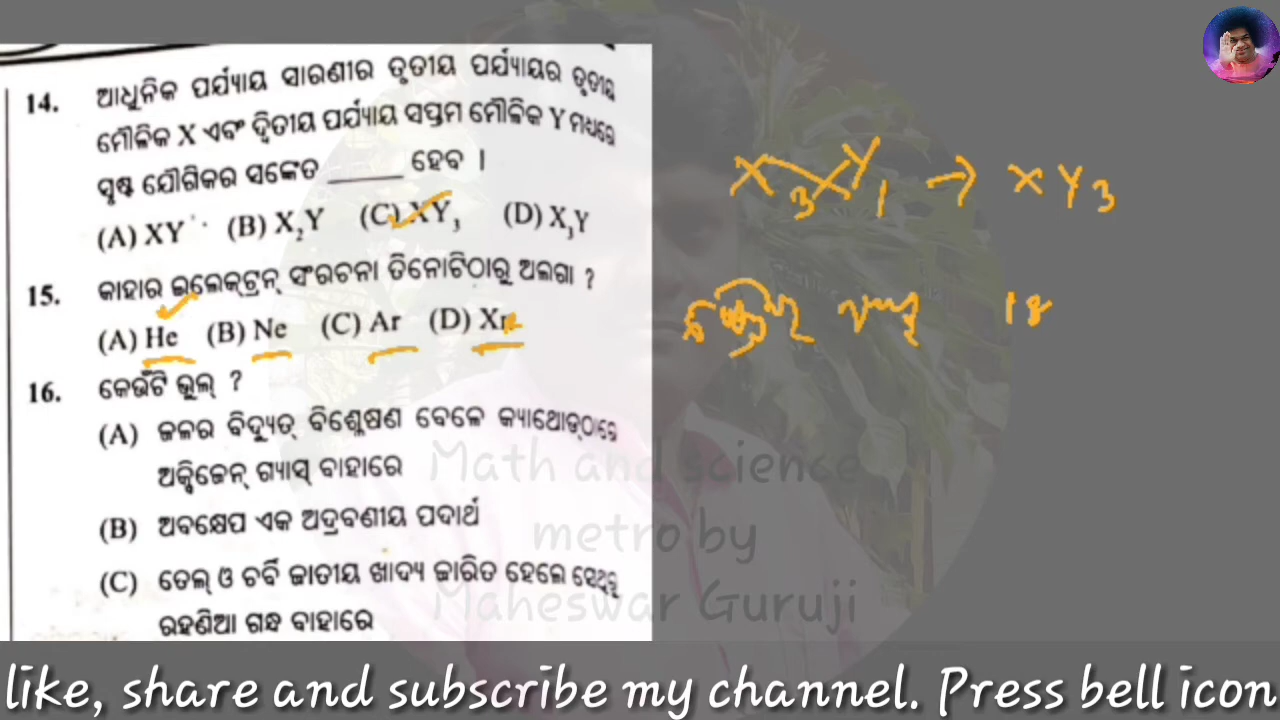 14. ଆଧୁନିକ ପର୍ଯ୍ୟାୟ ସାରଣୀର ତୃତୀୟ ପର୍ଯ୍ୟାୟର ତୃତୀୟ
ମୌଳିକ X ଏବଂ ଦ୍ୱିତୀୟ ପର୍ଯ୍ୟାୟ ସପ୍ତମ ମୌଳିକ Y ମଧ୍ୟରେ
ସୃଷ୍ଟ ଯୌଗିକର ସଙ୍କେତ ______ ହେବ ।
(A) XY (B) X₂Y (C) XY₃ (D) X₃Y
X₃ Y₁ → XY₃
15. କାହାର ଇଲେକ୍ଟ୍ରନ୍ ସଂରଚନା ତିନୋଟିଠାରୁ ଅଲଗା ?
(A) He (B) Ne (C) Ar (D) Xe
18
16. କେଉଁଟି ଭୁଲ୍ ?
(A) ଜଳର ବିଦ୍ୟୁତ୍ ବିଶ୍ଳେଷଣ ବେଳେ କ୍ୟାଥୋଡ୍‌ଠାରେ
ଅକ୍ସିଜେନ୍ ଗ୍ୟାସ୍ ବାହାରେ
(B) ଅବକ୍ଷେପ ଏକ ଅଦ୍ରବଣୀୟ ପଦାର୍ଥ
(C) ତେଲ୍ ଓ ଚର୍ବି ଜାତୀୟ ଖାଦ୍ୟ ଜାରିତ ହେଲେ ସେଥିରୁ
ରହଣିଆ ଗନ୍ଧ ବାହାରେ
Math and science
metro by
Maheswar Guruji
like, share and subscribe my channel. Press bell icon